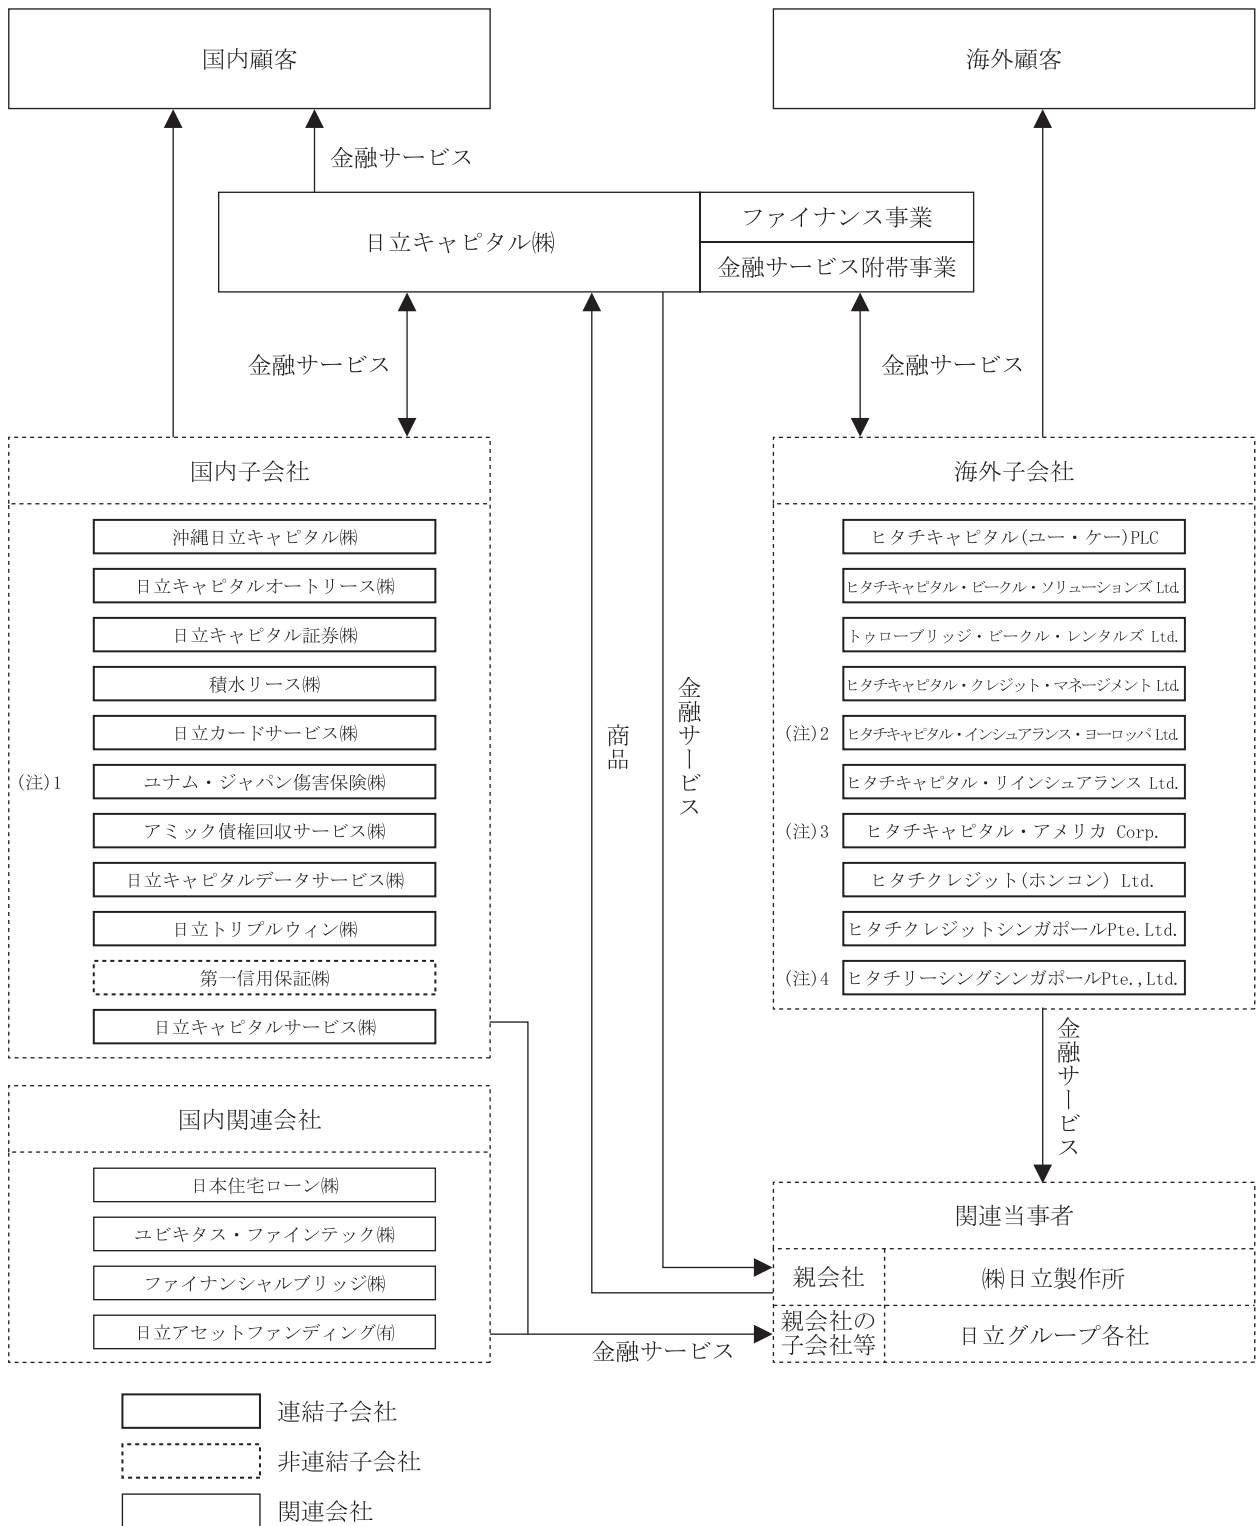 国内顧客
海外顧客
金融サービス
日立キャピタル㈱
ファイナンス事業
金融サービス附帯事業
金融サービス
金融サービス
国内子会社
沖縄日立キャピタル㈱
日立キャピタルオートリース㈱
日立キャピタル証券㈱
積水リース㈱
日立カードサービス㈱
(注)1
ユナム・ジャパン傷害保険㈱
アミック債権回収サービス㈱
日立キャピタルデータサービス㈱
日立トリプルウィン㈱
第一信用保証㈱
日立キャピタルサービス㈱
商品
金融サービス
海外子会社
ヒタチキャピタル(ユー・ケー)PLC
ヒタチキャピタル・ビークル・ソリューションズ Ltd.
トゥローブリッジ・ビークル・レンタルズ Ltd.
ヒタチキャピタル・クレジット・マネージメント Ltd.
(注)2
ヒタチキャピタル・インシュアランス・ヨーロッパ Ltd.
ヒタチキャピタル・リインシュアランス Ltd.
(注)3
ヒタチキャピタル・アメリカ Corp.
ヒタチクレジット(ホンコン) Ltd.
ヒタチクレジットシンガポールPte.Ltd.
(注)4
ヒタチリーシングシンガポールPte.,Ltd.
金融サービス
国内関連会社
日本住宅ローン㈱
ユビキタス・ファインテック㈱
ファイナンシャルブリッジ㈱
日立アセットファンディング㈲
金融サービス
関連当事者
親会社
㈱日立製作所
親会社の
子会社等
日立グループ各社
連結子会社
非連結子会社
関連会社